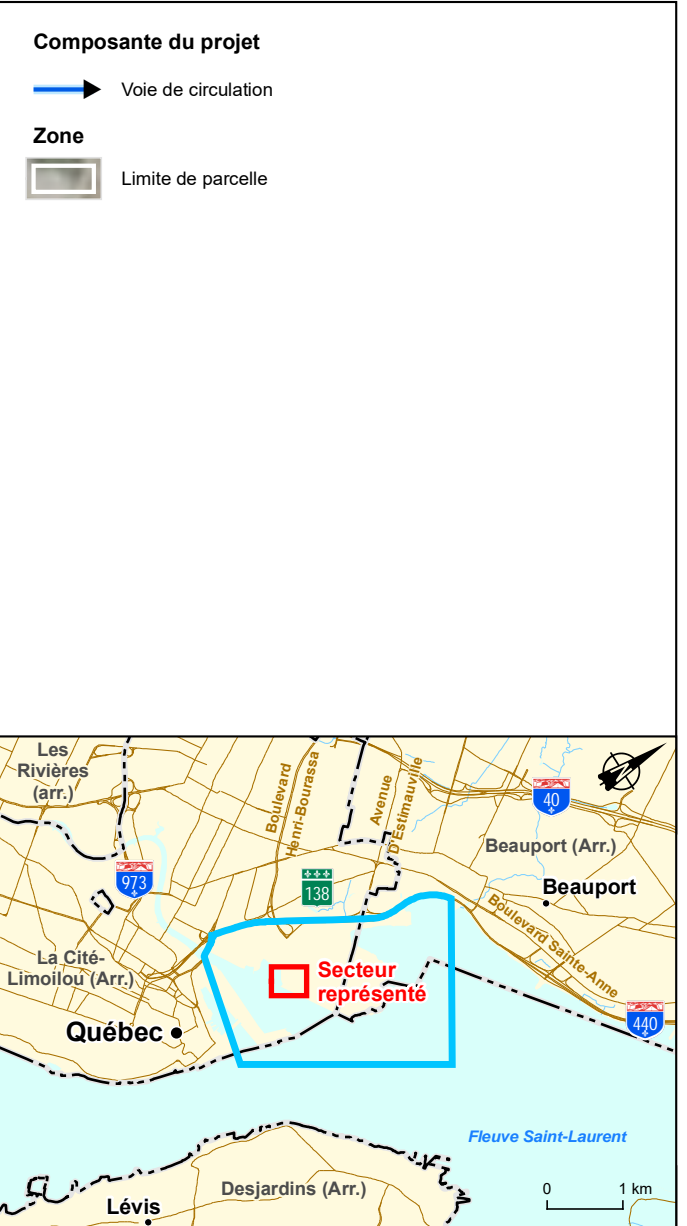 Composante du projet
Voie de circulation
Zone
Limite de parcelle
Les
Rivières
(arr.)
Boulevard
Henri-Bourassa
Avenue
D'Estimauville
40
Beauport (Arr.)
973
138
Beauport
Boulevard Sainte-Anne
La Cité-
Limoilou (Arr.)
Secteur
représenté
440
Québec
Fleuve Saint-Laurent
Desjardins (Arr.)
0 1 km
Lévis